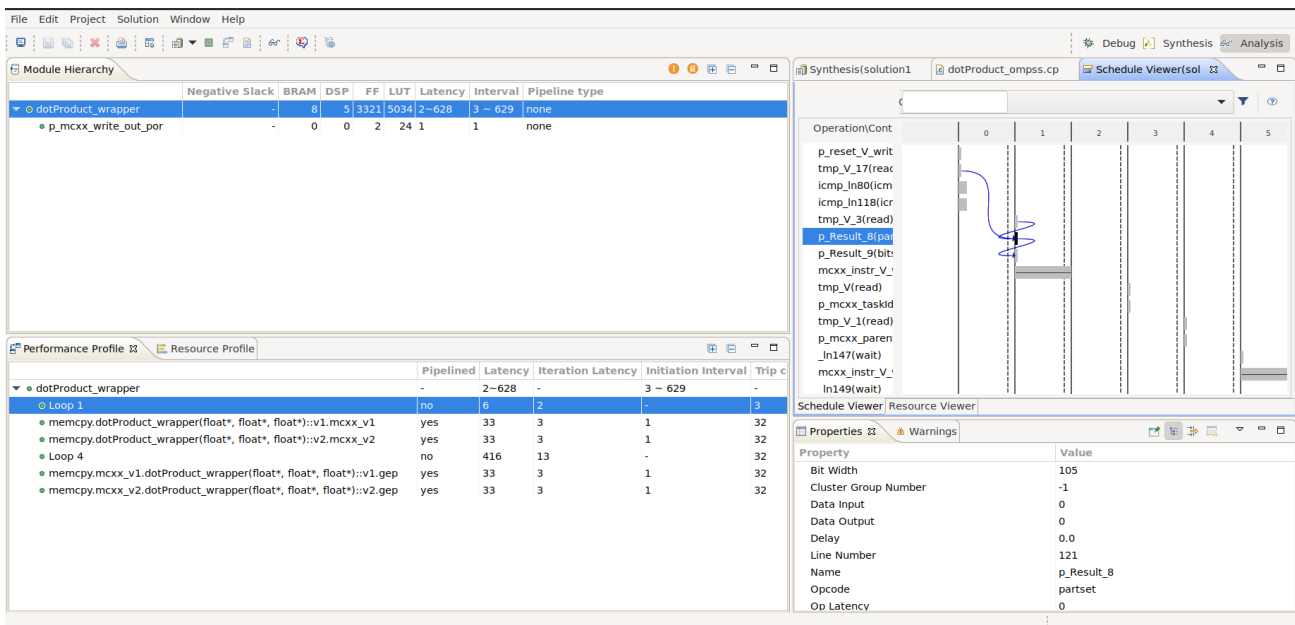 File Edit Project Solution Window Help
Debug Synthesis Analysis
Module Hierarchy
Negative Slack BRAM DSP FF LUT Latency Interval Pipeline type
dotProduct_wrapper - 8 5 3321 5034 2~628 3 ~ 629 none
p_mcxx_write_out_por - 0 0 2 24 1 1 none
Performance Profile Resource Profile
Pipelined Latency Iteration Latency Initiation Interval Trip c
dotProduct_wrapper - 2~628 - 3 ~ 629 -
Loop 1 no 6 2 - 3
memcpy.dotProduct_wrapper(float*, float*, float*)::v1.mcxx_v1 yes 33 3 1 32
memcpy.dotProduct_wrapper(float*, float*, float*)::v2.mcxx_v2 yes 33 3 1 32
Loop 4 no 416 13 - 32
memcpy.mcxx_v1.dotProduct_wrapper(float*, float*, float*)::v1.gep yes 33 3 1 32
memcpy.mcxx_v2.dotProduct_wrapper(float*, float*, float*)::v2.gep yes 33 3 1 32
Synthesis(solution1 dotProduct_ompss.cp Schedule Viewer(sol
Operation\Cont 0 1 2 3 4 5
p_reset_V_writ
tmp_V_17(read
icmp_ln80(icm
icmp_ln118(icr
tmp_V_3(read)
p_Result_8(par
p_Result_9(bits
mcxx_instr_V_
tmp_V(read)
p_mcxx_taskId
tmp_V_1(read)
p_mcxx_paren
_ln147(wait)
mcxx_instr_V_
ln149(wait)
Schedule Viewer Resource Viewer
Properties Warnings
Property Value
Bit Width 105
Cluster Group Number -1
Data Input 0
Data Output 0
Delay 0.0
Line Number 121
Name p_Result_8
Opcode partset
Op Latency 0